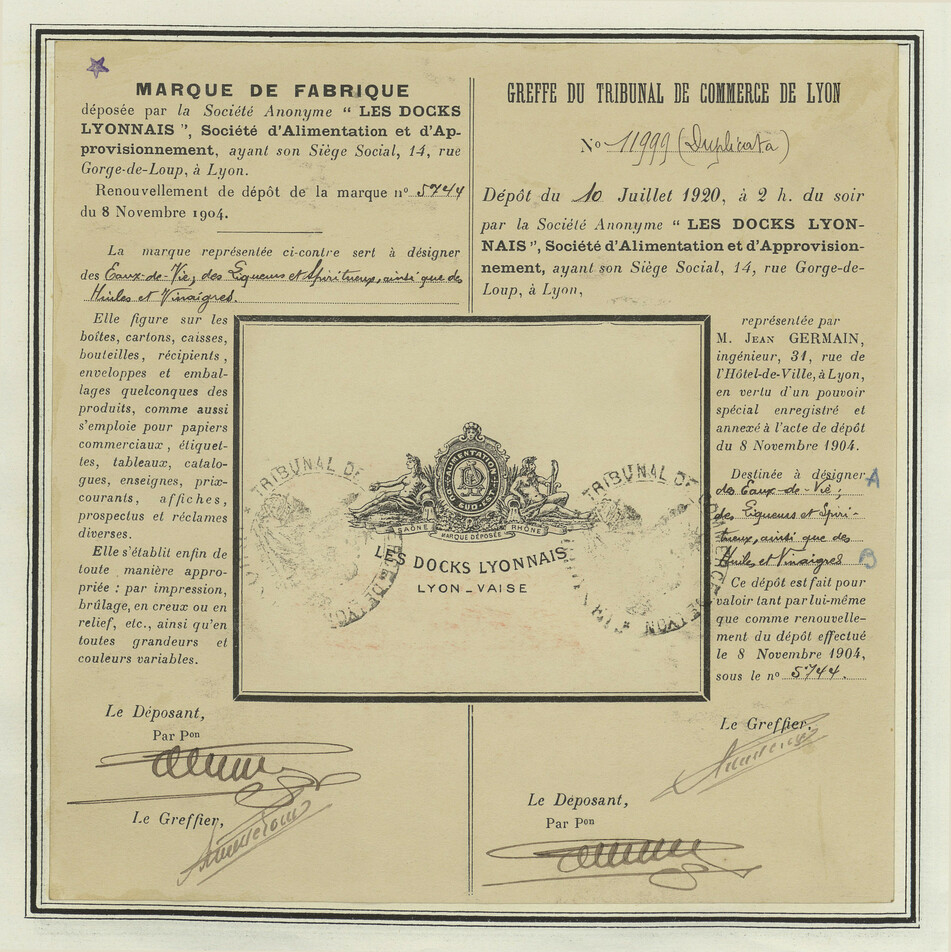 MARQUE DE FABRIQUE
déposée par la Société Anonyme “ LES DOCKS
LYONNAIS ”, Société d'Alimentation et d'Ap-
provisionnement, ayant son Siège Social, 14, rue
Gorge-de-Loup, à Lyon.
Renouvellement de dépôt de la marque nº 5744
du 8 Novembre 1904.
La marque représentée ci-contre sert à désigner
des Eaux-de-Vie, des Liqueurs et Spiritueux, ainsi que des
Huiles et Vinaigres.
Elle figure sur les
boîtes, cartons, caisses,
bouteilles, récipients,
enveloppes et embal-
lages quelconques des
produits, comme aussi
s'emploie pour papiers
commerciaux, étiquet-
tes, tableaux, catalo-
gues, enseignes, prix-
courants, affiches,
prospectus et réclames
diverses.
Elle s'établit enfin de
toute manière appro-
priée : par impression,
brûlage, en creux ou en
relief, etc., ainsi qu'en
toutes grandeurs et
couleurs variables.
Le Déposant,
Par Pon
Le Greffier,
GREFFE DU TRIBUNAL DE COMMERCE DE LYON
Nº 11999 (Duplicata)
Dépôt du 10 Juillet 1920, à 2 h. du soir
par la Société Anonyme “ LES DOCKS LYON-
NAIS ”, Société d'Alimentation et d'Approvision-
nement, ayant son Siège Social, 14, rue Gorge-de-
Loup, à Lyon,
représentée par
M. Jean GERMAIN,
ingénieur, 31, rue de
l'Hôtel-de-Ville, à Lyon,
en vertu d'un pouvoir
spécial enregistré et
annexé à l'acte de dépôt
du 8 Novembre 1904.
Destinée à désigner A
des Eaux-de-Vie,
des Liqueurs et Spiri-
tueux, ainsi que des
Huiles et Vinaigres B
Ce dépôt est fait pour
valoir tant par lui-même
que comme renouvelle-
ment du dépôt effectué
le 8 Novembre 1904,
sous le nº 5744.
Le Greffier,
Le Déposant,
Par Pon
ALIMENTATION
DU SUD-EST
SAÔNE RHÔNE
MARQUE DÉPOSÉE
LES DOCKS LYONNAIS
LYON_VAISE
TRIBUNAL DE
DE LYON
TRIBUNAL DE COMMERCE DE LYON